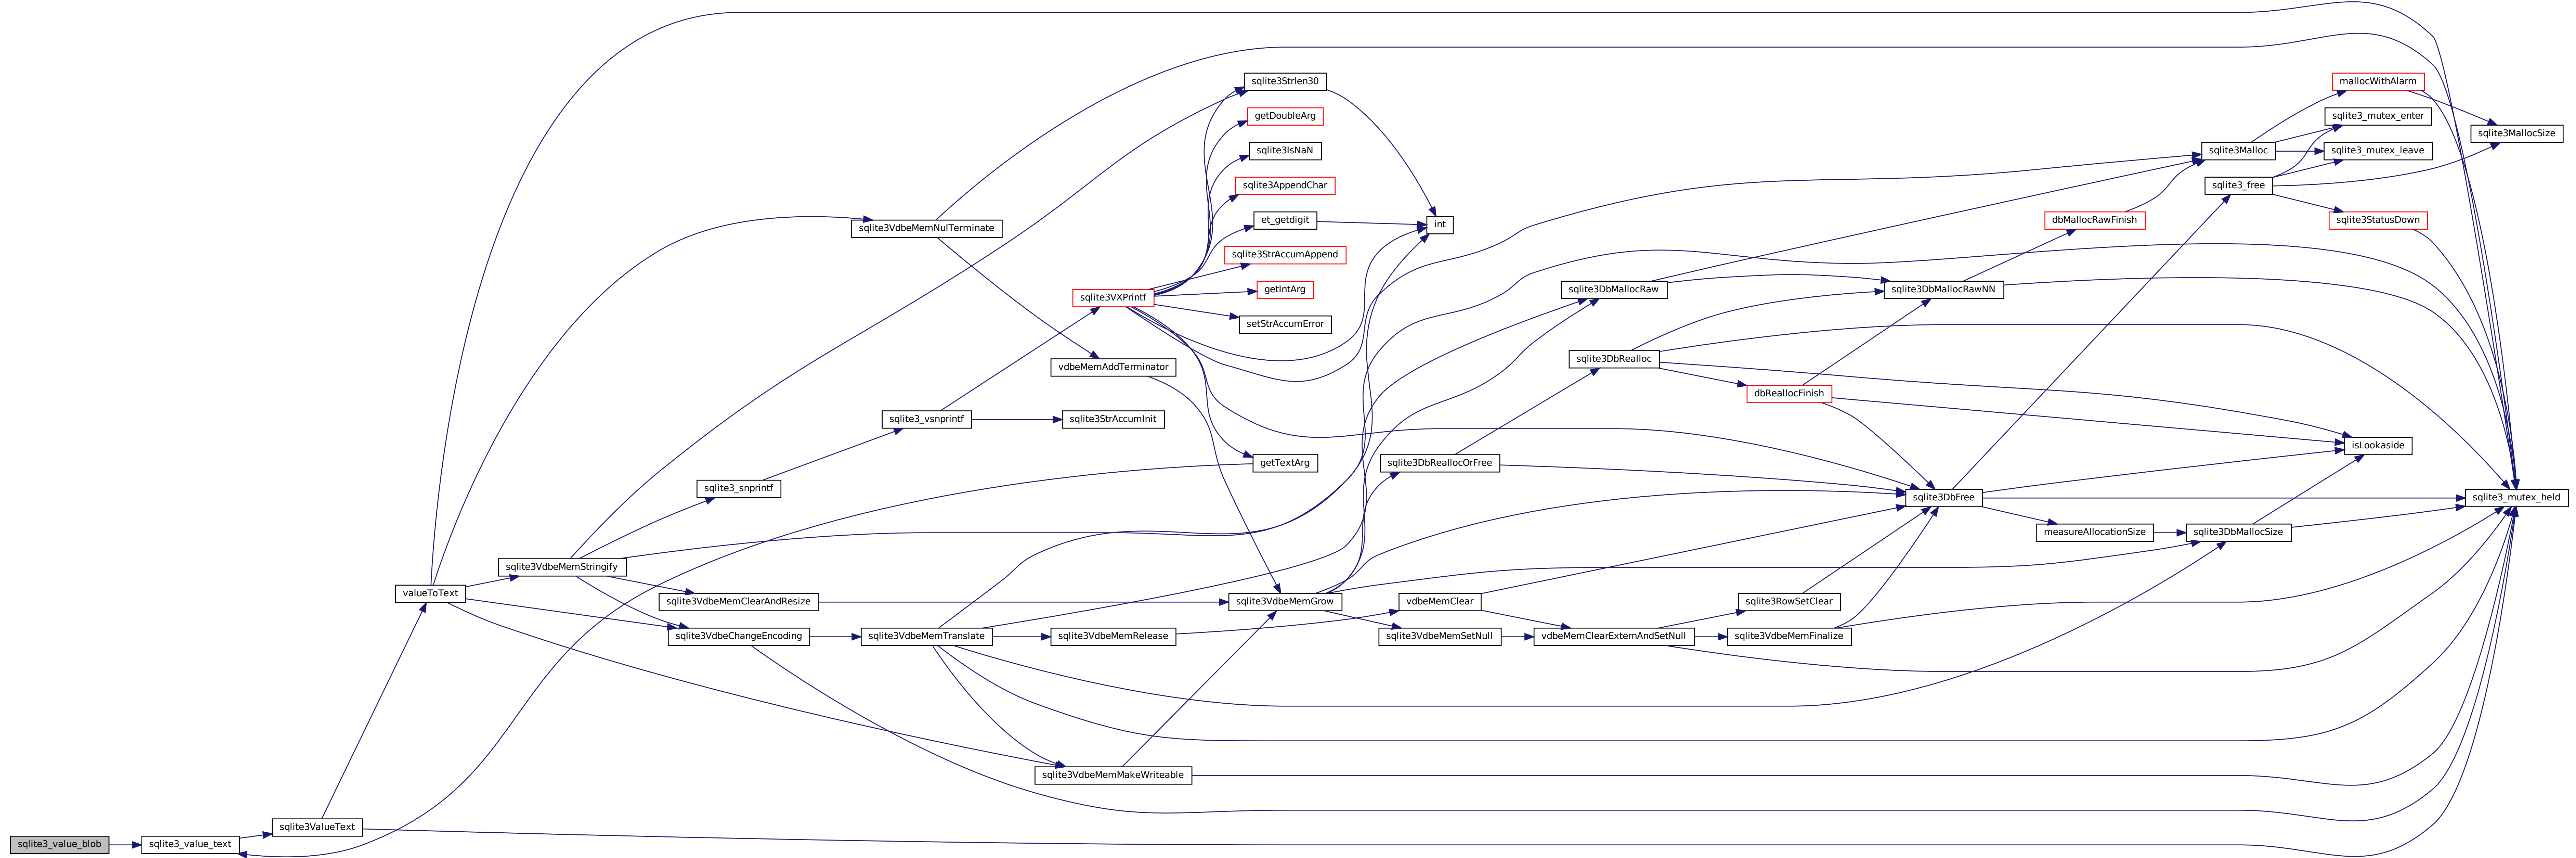 sqlite3_value_blob
sqlite3_value_text
sqlite3ValueText
valueToText
sqlite3VdbeMemStringify
sqlite3VdbeChangeEncoding
sqlite3VdbeMemClearAndResize
sqlite3_snprintf
sqlite3VdbeMemNulTerminate
sqlite3_vsnprintf
sqlite3VdbeMemTranslate
sqlite3VXPrintf
vdbeMemAddTerminator
sqlite3StrAccumInit
sqlite3VdbeMemRelease
sqlite3VdbeMemMakeWriteable
sqlite3Strlen30
getDoubleArg
sqlite3IsNaN
sqlite3AppendChar
et_getdigit
sqlite3StrAccumAppend
getIntArg
setStrAccumError
getTextArg
sqlite3VdbeMemGrow
int
sqlite3DbReallocOrFree
vdbeMemClear
sqlite3VdbeMemSetNull
sqlite3DbMallocRaw
sqlite3DbRealloc
vdbeMemClearExternAndSetNull
dbReallocFinish
sqlite3RowSetClear
sqlite3VdbeMemFinalize
sqlite3DbMallocRawNN
sqlite3DbFree
dbMallocRawFinish
measureAllocationSize
sqlite3Malloc
sqlite3_free
sqlite3DbMallocSize
mallocWithAlarm
sqlite3_mutex_enter
sqlite3_mutex_leave
sqlite3StatusDown
isLookaside
sqlite3MallocSize
sqlite3_mutex_held